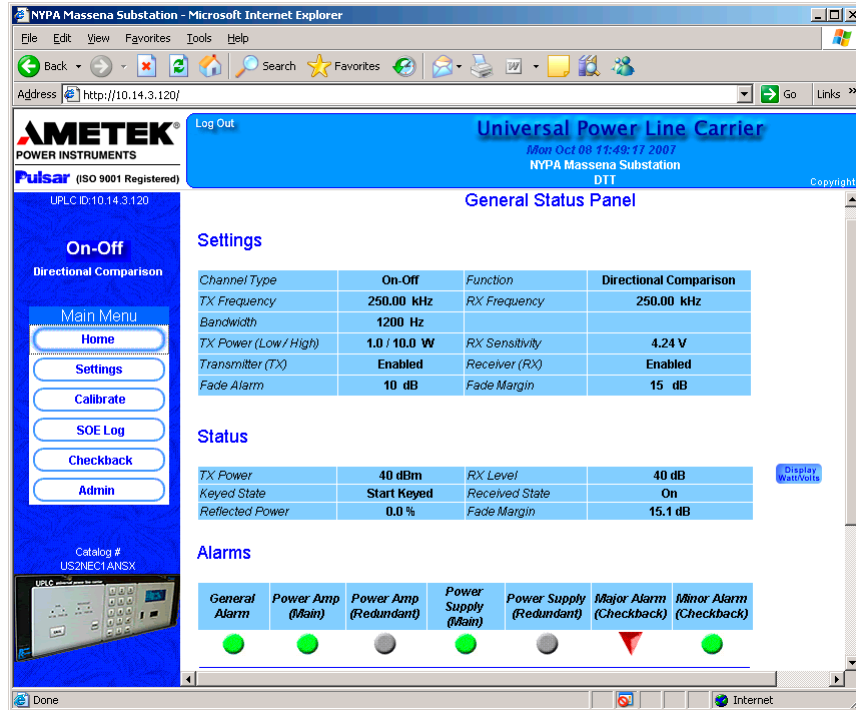 NYPA Massena Substation - Microsoft Internet Explorer
File Edit View Favorites Tools Help
Back Search Favorites
Address http://10.14.3.120/ Go Links »
AMETEK®
POWER INSTRUMENTS
Pulsar (ISO 9001 Registered)
Log Out
Universal Power Line Carrier
Mon Oct 08 11:49:17 2007
NYPA Massena Substation
DTT
Copyright
UPLC ID:10.14.3.120
On-Off
Directional Comparison
Main Menu
Home
Settings
Calibrate
SOE Log
Checkback
Admin
Catalog #
US2NEC1ANSX
UPLC
General Status Panel
Settings
Channel Type On-Off Function Directional Comparison
TX Frequency 250.00 kHz RX Frequency 250.00 kHz
Bandwidth 1200 Hz
TX Power (Low / High) 1.0 / 10.0 W RX Sensitivity 4.24 V
Transmitter (TX) Enabled Receiver (RX) Enabled
Fade Alarm 10 dB Fade Margin 15 dB
Status
TX Power 40 dBm RX Level 40 dB
Keyed State Start Keyed Received State On
Reflected Power 0.0 % Fade Margin 15.1 dB
Display
Watt/Volts
Alarms
General Alarm Power Amp (Main) Power Amp (Redundant) Power Supply (Main) Power Supply (Redundant) Major Alarm (Checkback) Minor Alarm (Checkback)
Done Internet